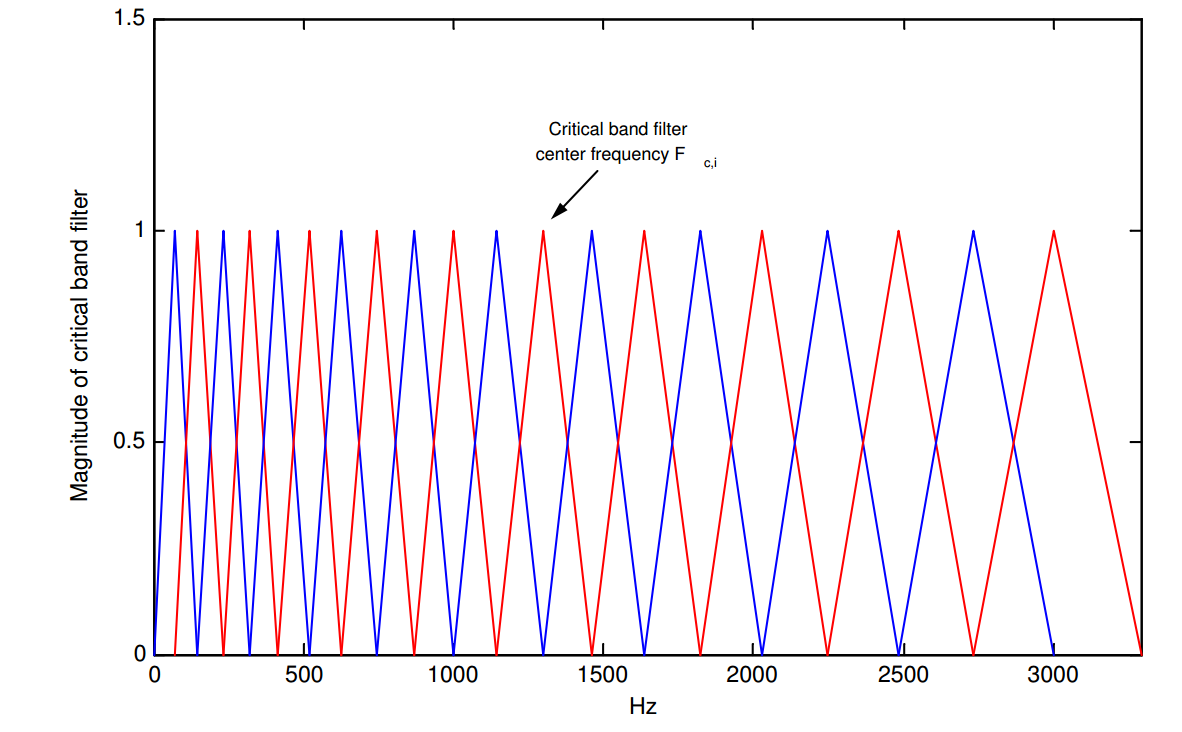 1.5
Critical band filter
center frequency F c,i
1
Magnitude of critical band filter
0.5
0
0 500 1000 1500 2000 2500 3000
Hz